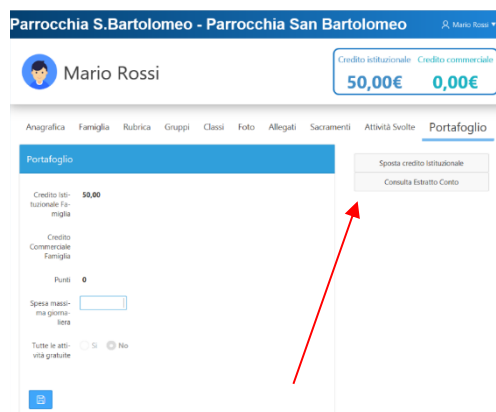 Parrocchia S.Bartolomeo - Parrocchia San Bartolomeo
Mario Rossi
Mario Rossi
Credito istituzionale Credito commerciale
50,00€ 0,00€
Anagrafica Famiglia Rubrica Gruppi Classi Foto Allegati Sacramenti Attività Svolte Portafoglio
Portafoglio
Sposta credito Istituzionale
Consulta Estratto Conto
Credito Isti- 50,00
tuzionale Fa-
miglia
Credito
Commerciale
Famiglia
Punti 0
Spesa massi-
ma giorna-
liera
Tutte le atti- Si No
vità gratuite